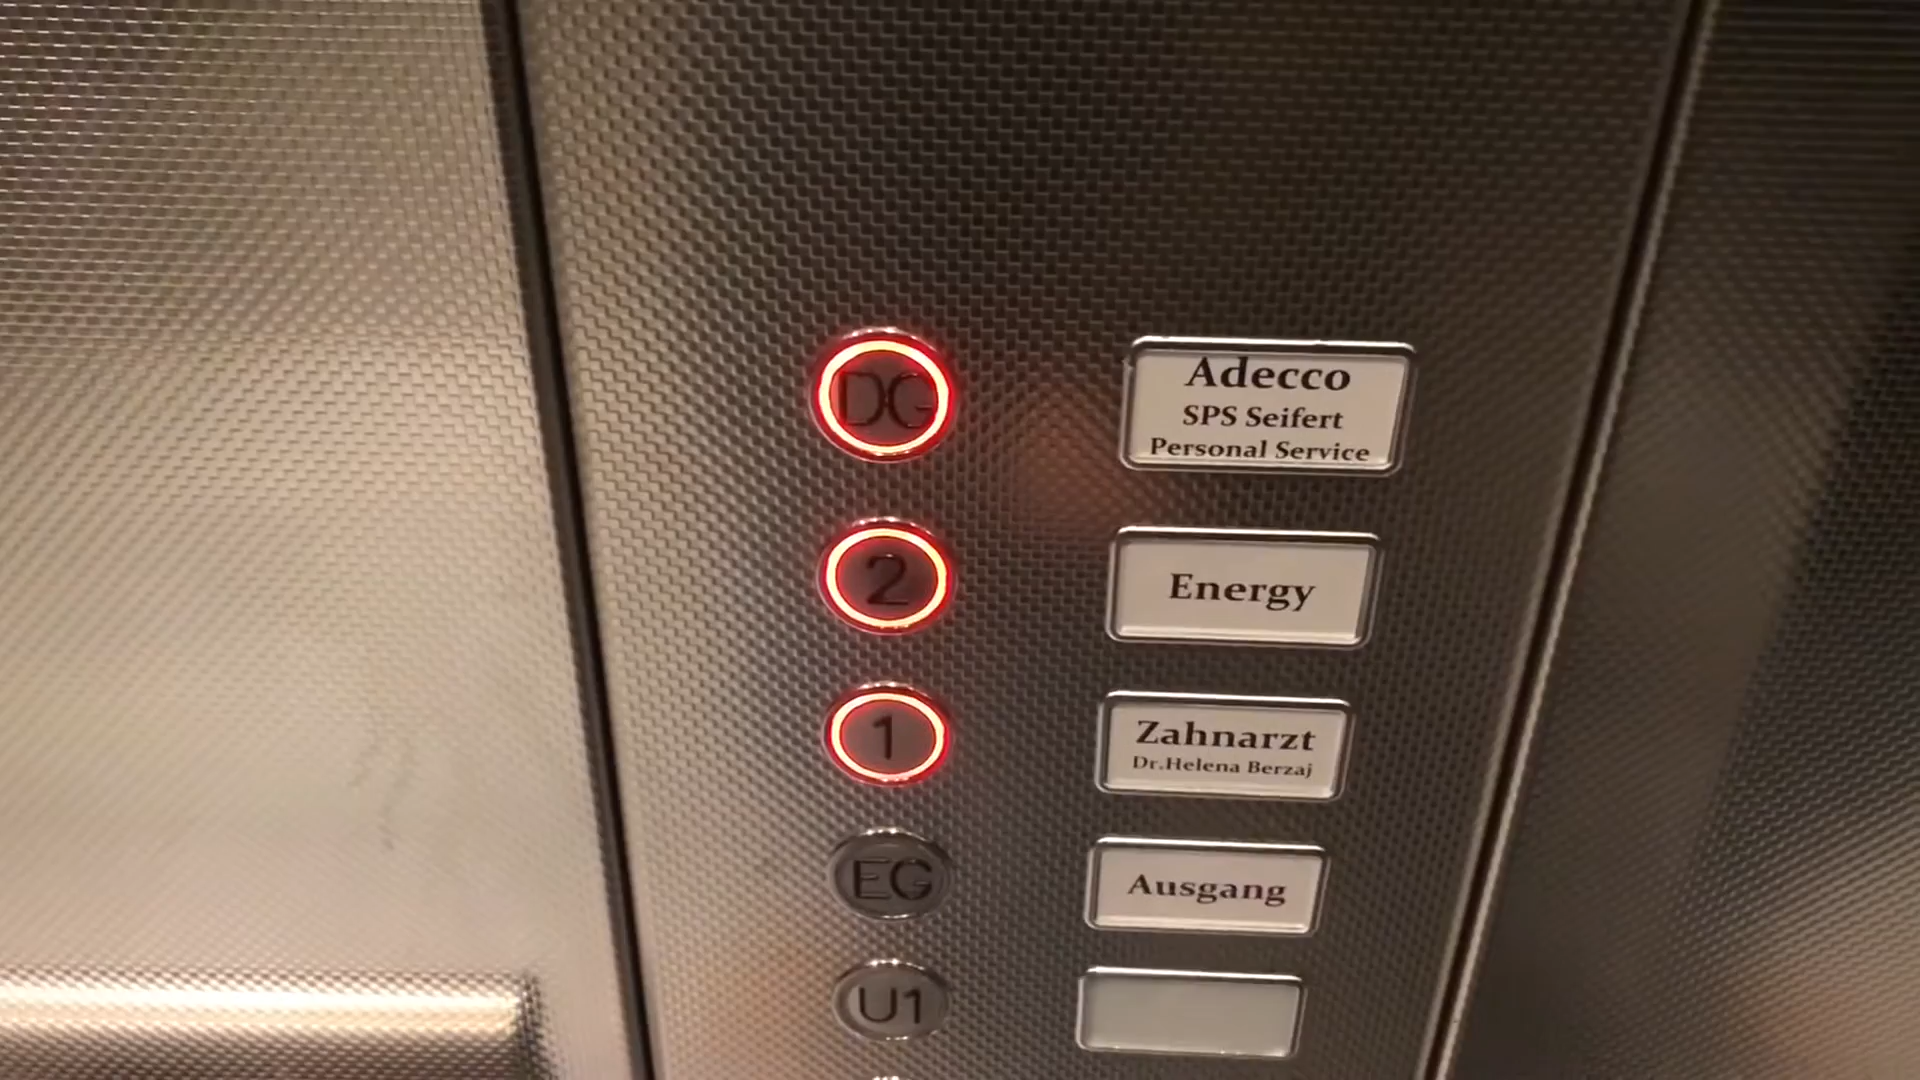 DG
Adecco
SPS Seifert
Personal Service
2
Energy
1
Zahnarzt
Dr.Helena Berzaj
EG
Ausgang
U1